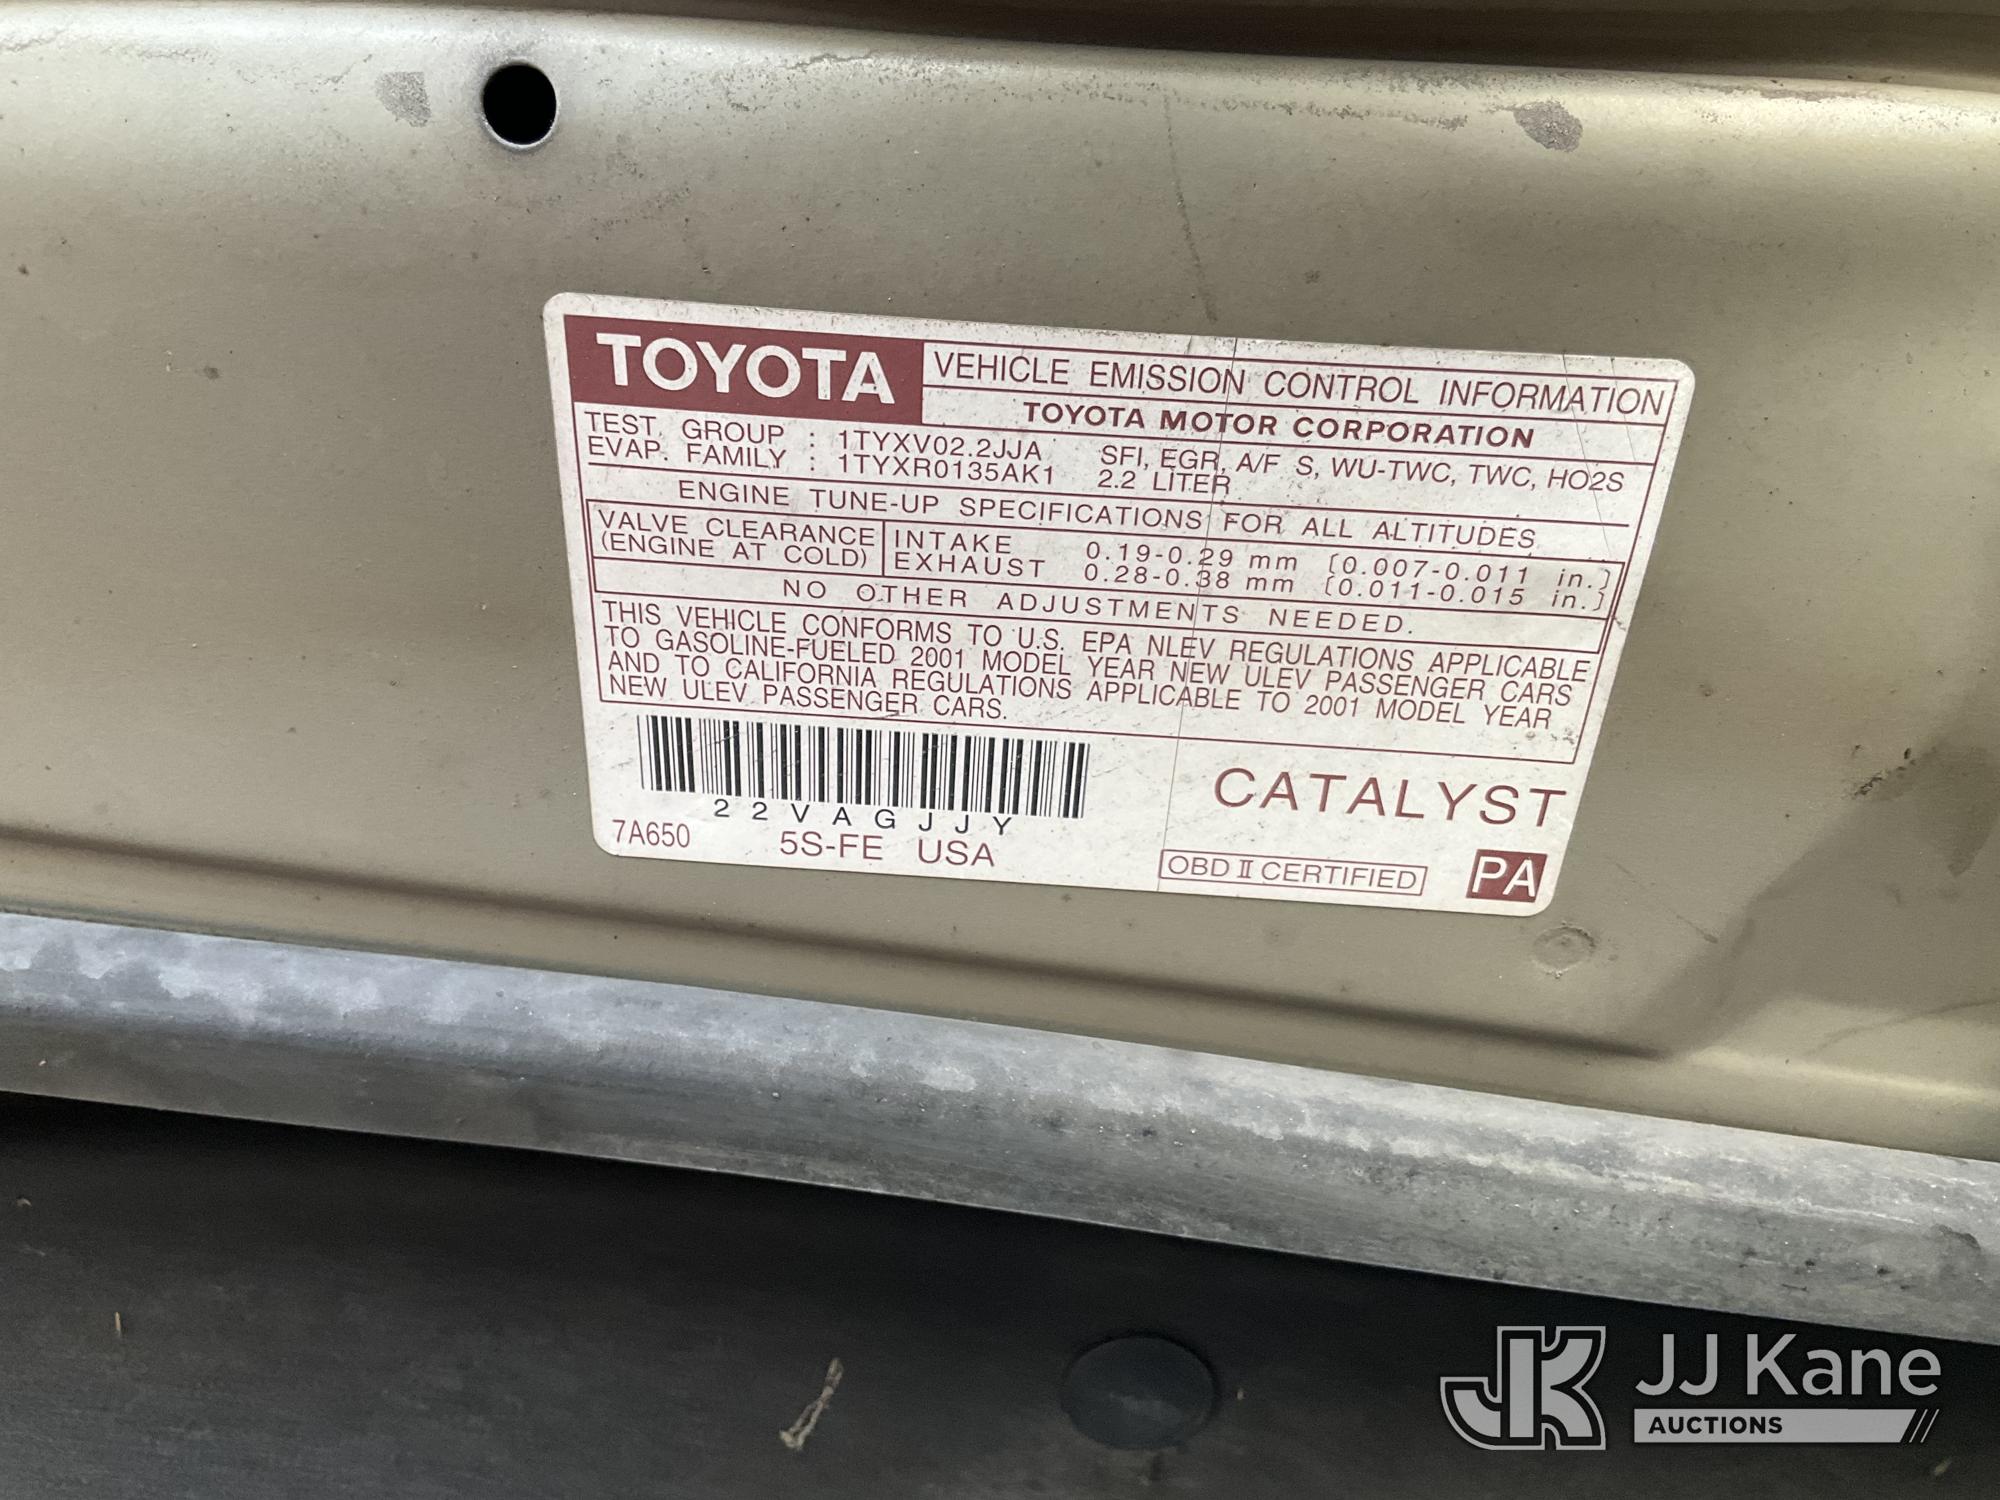 TOYOTA
VEHICLE EMISSION CONTROL INFORMATION
TOYOTA MOTOR CORPORATION
TEST. GROUP : 1TYXV02.2JJA SFI, EGR, A/F S, WU-TWC, TWC, HO2S
EVAP. FAMILY : 1TYXR0135AK1 2.2 LITER
ENGINE TUNE-UP SPECIFICATIONS FOR ALL ALTITUDES
VALVE CLEARANCE INTAKE 0.19-0.29 mm [0.007-0.011 in.]
(ENGINE AT COLD) EXHAUST 0.28-0.38 mm [0.011-0.015 in.]
NO OTHER ADJUSTMENTS NEEDED.
THIS VEHICLE CONFORMS TO U.S. EPA NLEV REGULATIONS APPLICABLE
TO GASOLINE-FUELED 2001 MODEL YEAR NEW ULEV PASSENGER CARS
AND TO CALIFORNIA REGULATIONS APPLICABLE TO 2001 MODEL YEAR
NEW ULEV PASSENGER CARS.
22VAGJJY
CATALYST
7A650 5S-FE USA
OBD II CERTIFIED
PA
JK JJ Kane
AUCTIONS